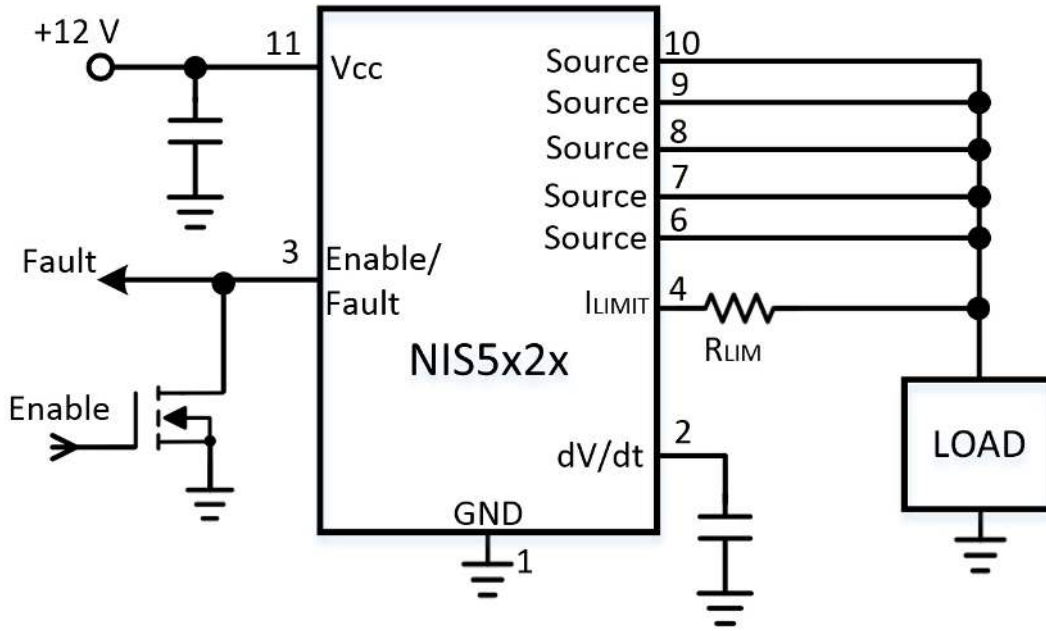 +12 V
11
Vcc
Source
10
Source
9
Source
8
Source
7
Source
6
Fault
3
Enable/
Fault
ILIMIT
4
RLIM
NIS5x2x
Enable
LOAD
dV/dt
2
GND
1